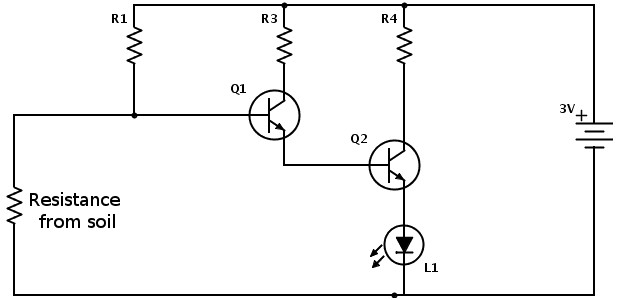 R1
R3
R4
Q1
3V
+
Q2
Resistance
from soil
L1